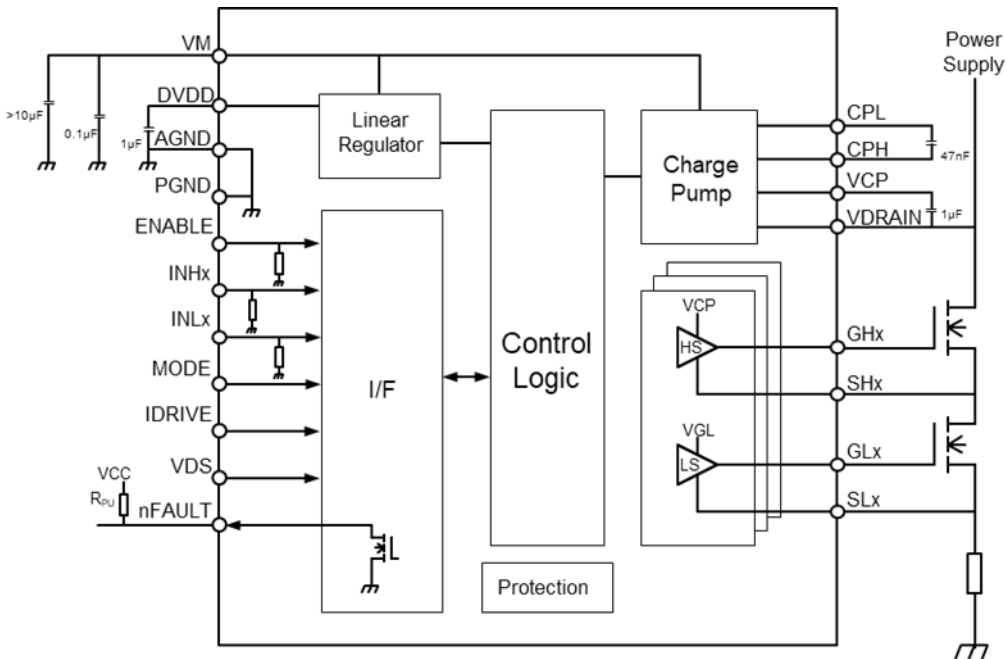 VM
DVDD
AGND
PGND
ENABLE
INHx
INLx
MODE
IDRIVE
VDS
nFAULT
>10µF
0.1µF
1µF
VCC
RPU
Linear
Regulator
I/F
Control
Logic
Charge
Pump
VCP
HS
VGL
LS
Protection
CPL
CPH
VCP
VDRAIN
GHx
SHx
GLx
SLx
Power
Supply
47nF
1µF